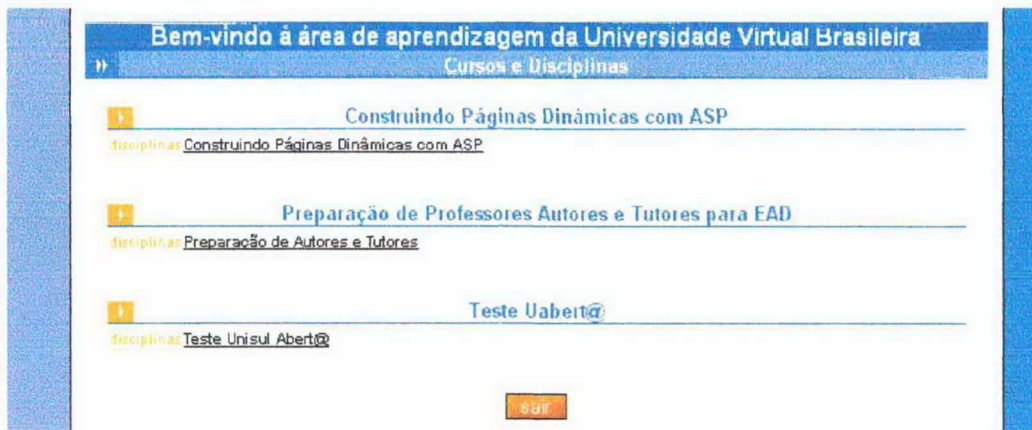 Bem-vindo à área de aprendizagem da Universidade Virtual Brasileira
Cursos e Disciplinas
Construindo Páginas Dinâmicas com ASP
disciplinas Construindo Páginas Dinâmicas com ASP
Preparação de Professores Autores e Tutores para EAD
disciplinas Preparação de Autores e Tutores
Teste Uabert@
disciplinas Teste Unisul Abert@
sair